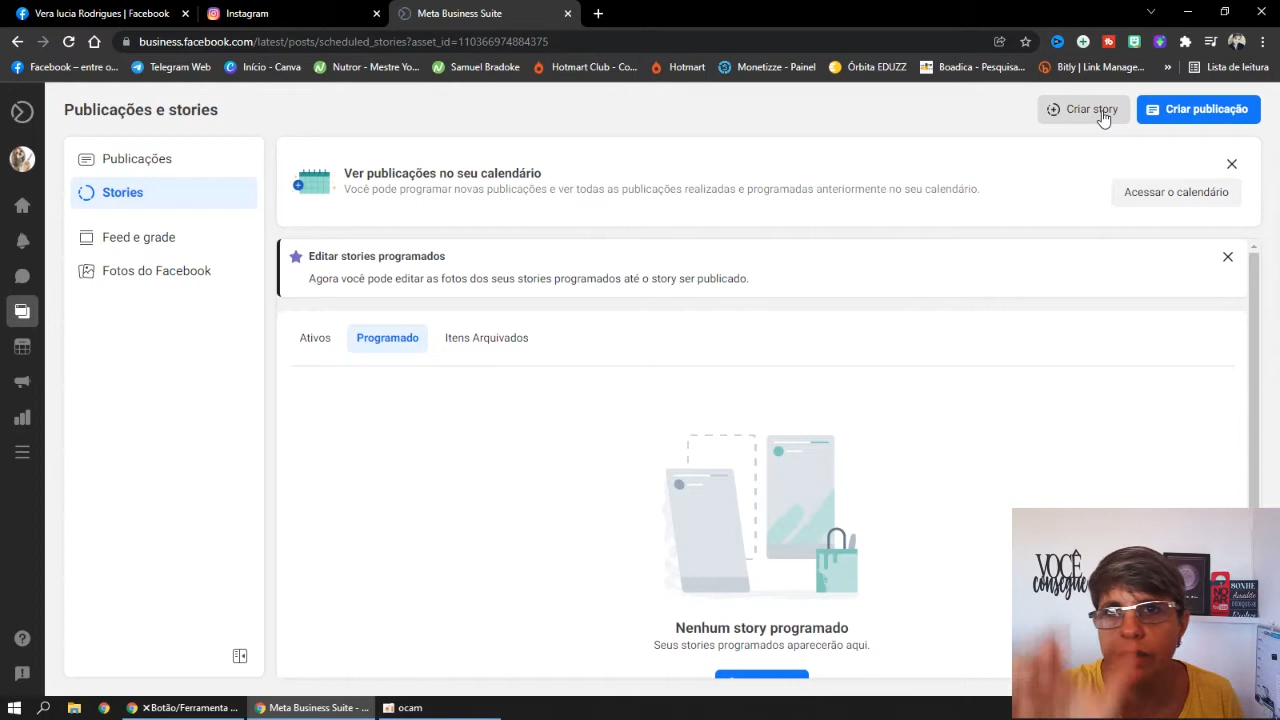 Vera lucia Rodrigues | Facebook
Instagram
Meta Business Suite
business.facebook.com/latest/posts/scheduled_stories?asset_id=110366974884375
Facebook – entre o...
Telegram Web
Início - Canva
Nutror - Mestre Yo...
Samuel Bradoke
Hotmart Club - Co...
Hotmart
Monetizze - Painel
Órbita EDUZZ
Boadica - Pesquisa...
Bitly | Link Manage...
»
Lista de leitura
Publicações e stories
Criar story
Criar publicação
Publicações
Stories
Feed e grade
Fotos do Facebook
Ver publicações no seu calendário
Você pode programar novas publicações e ver todas as publicações realizadas e programadas anteriormente no seu calendário.
Acessar o calendário
Editar stories programados
Agora você pode editar as fotos dos seus stories programados até o story ser publicado.
Ativos
Programado
Itens Arquivados
Nenhum story programado
Seus stories programados aparecerão aqui.
VOCÊ
consegue
SONHE
Acredite
×Botão/Ferramenta ...
Meta Business Suite - ...
ocam